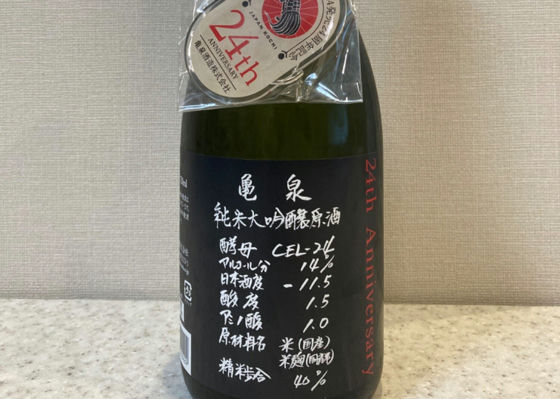 24th
ANNIVERSARY
亀泉酒造株式会社
JAPAN KOCHI
亀泉
純米大吟醸原酒
酵母 CEL-24
アルコール分 14%
日本酒度 -11.5
酸度 1.5
アミノ酸 1.0
原材料名 米(国産)
米麹(国産)
精米歩合 40%
24th Anniversary